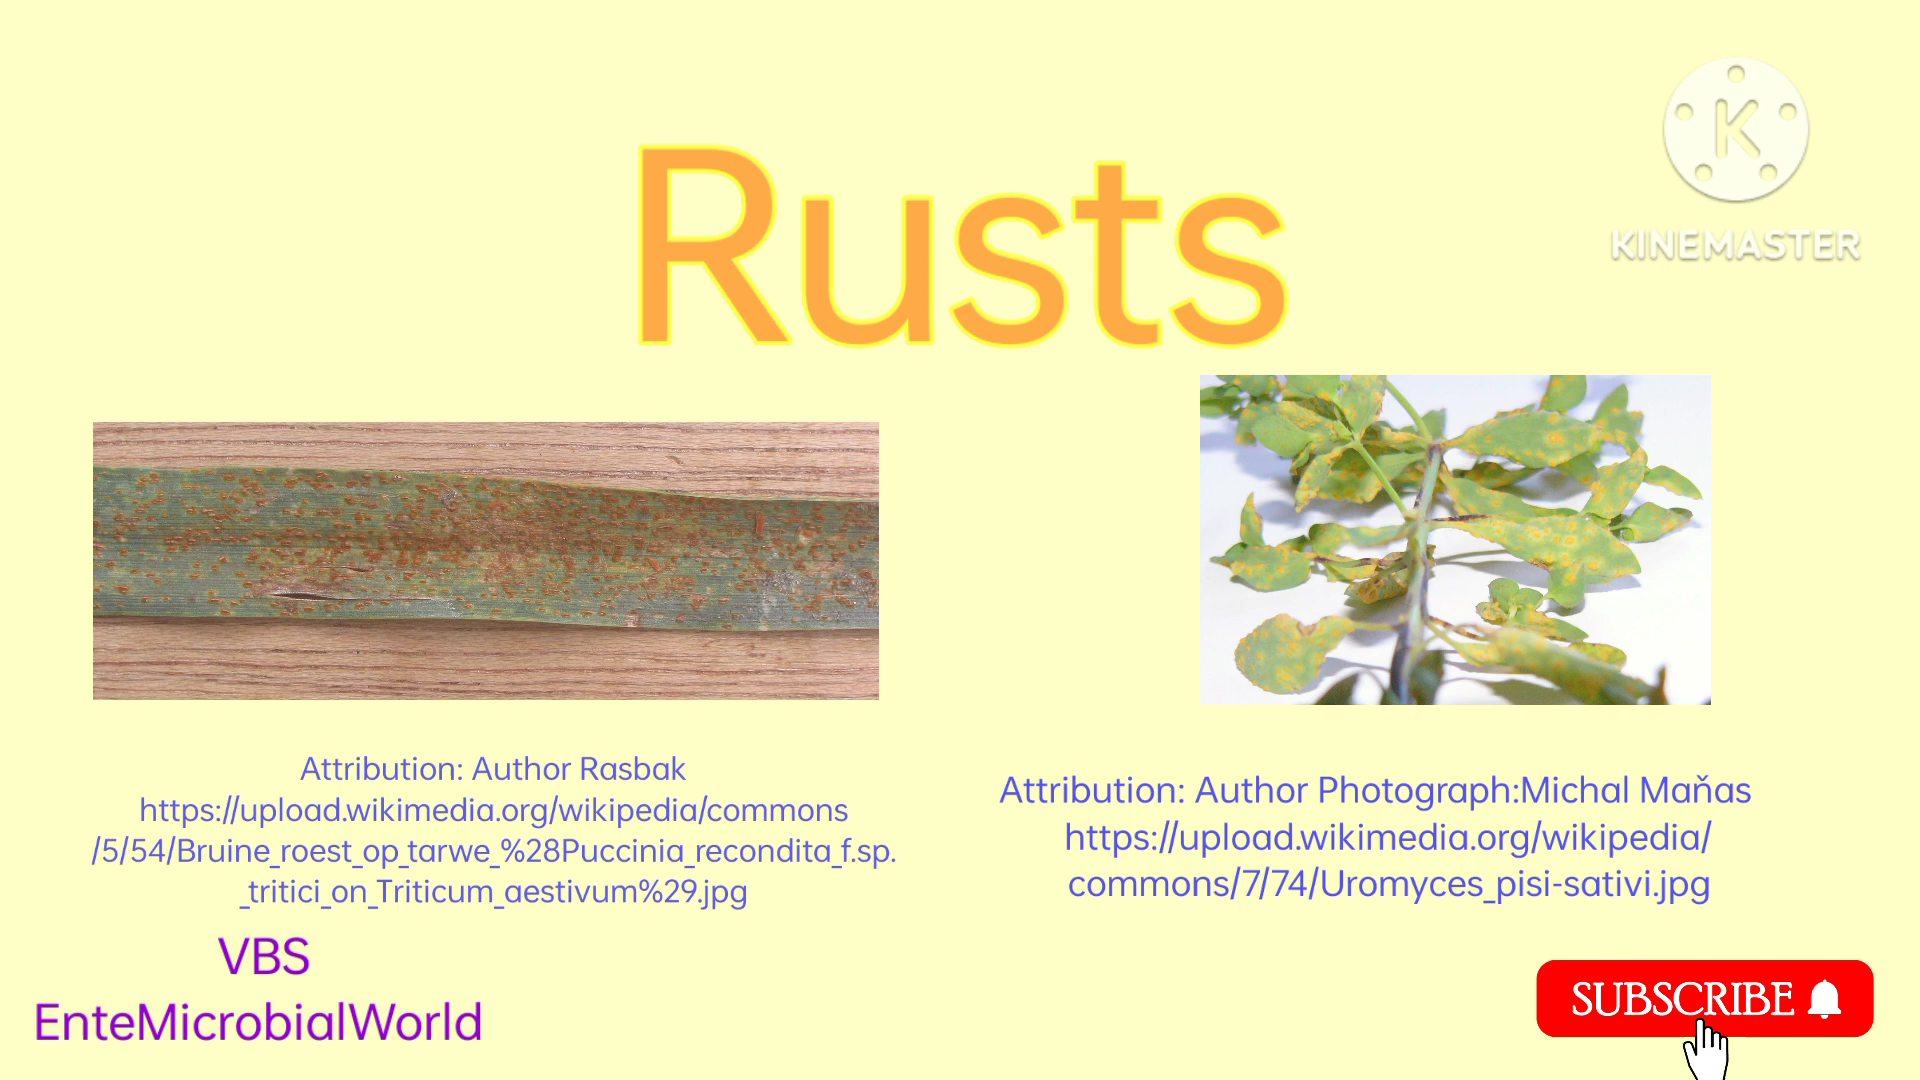 Rusts
K
KINEMASTER
Attribution: Author Rasbak
https://upload.wikimedia.org/wikipedia/commons
/5/54/Bruine_roest_op_tarwe_%28Puccinia_recondita_f.sp.
_tritici_on_Triticum_aestivum%29.jpg
Attribution: Author Photograph:Michal Maňas
https://upload.wikimedia.org/wikipedia/
commons/7/74/Uromyces_pisi-sativi.jpg
VBS
EnteMicrobialWorld
SUBSCRIBE